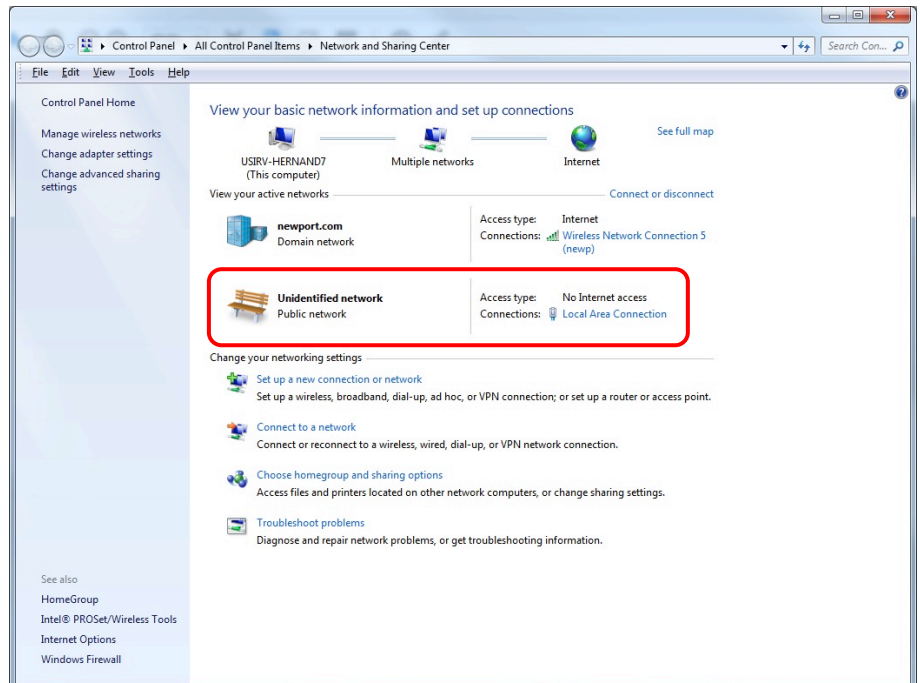 Control Panel ▸ All Control Panel Items ▸ Network and Sharing Center
Search Con...
File Edit View Tools Help
Control Panel Home
Manage wireless networks
Change adapter settings
Change advanced sharing
settings
View your basic network information and set up connections
See full map
USIRV-HERNAND7
(This computer)
Multiple networks
Internet
View your active networks
Connect or disconnect
newport.com
Domain network
Access type: Internet
Connections: Wireless Network Connection 5
(newp)
Unidentified network
Public network
Access type: No Internet access
Connections: Local Area Connection
Change your networking settings
Set up a new connection or network
Set up a wireless, broadband, dial-up, ad hoc, or VPN connection; or set up a router or access point.
Connect to a network
Connect or reconnect to a wireless, wired, dial-up, or VPN network connection.
Choose homegroup and sharing options
Access files and printers located on other network computers, or change sharing settings.
Troubleshoot problems
Diagnose and repair network problems, or get troubleshooting information.
See also
HomeGroup
Intel® PROSet/Wireless Tools
Internet Options
Windows Firewall